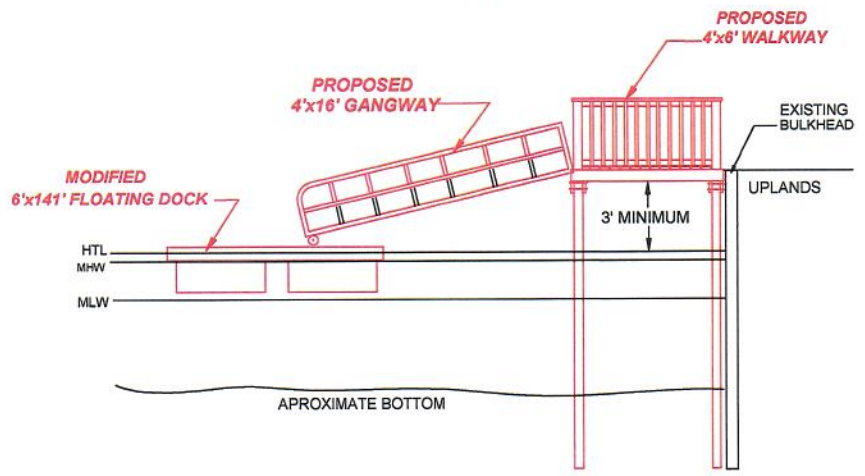 PROPOSED
4'x6' WALKWAY
PROPOSED
4'x16' GANGWAY
EXISTING
BULKHEAD
MODIFIED
6'x141' FLOATING DOCK
UPLANDS
3' MINIMUM
HTL
MHW
MLW
APROXIMATE BOTTOM